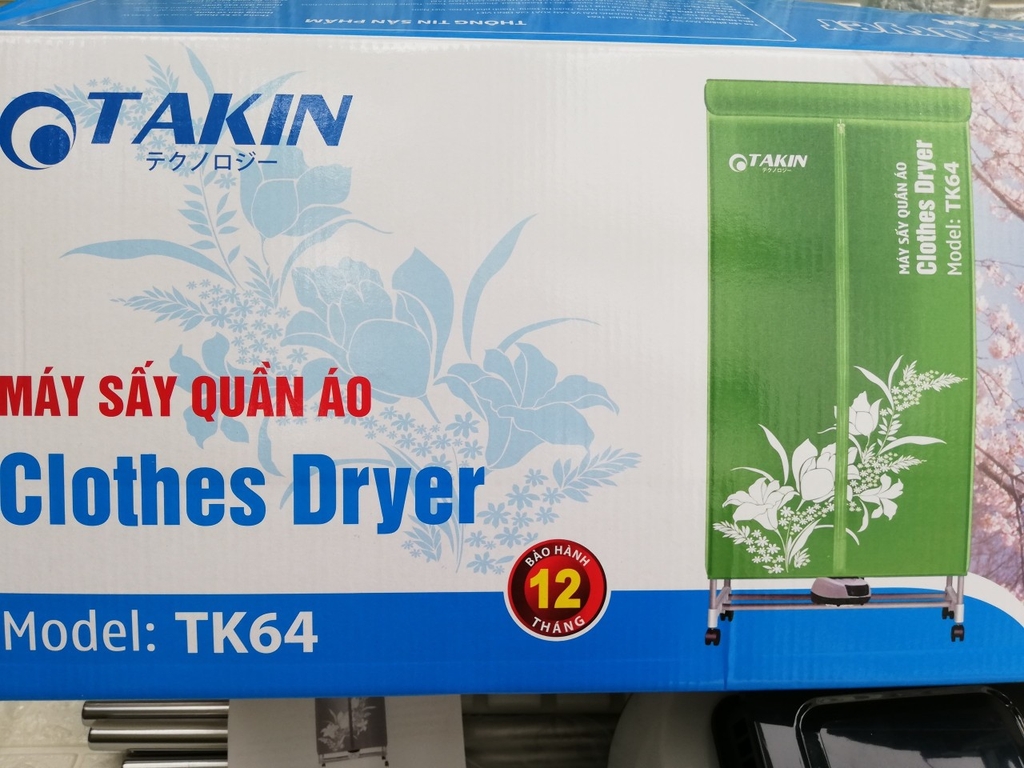 THÔNG TIN SẢN PHẨM
TAKIN
テクノロジー
MÁY SẤY QUẦN ÁO
Clothes Dryer
Model: TK64
BẢO HÀNH
12
THÁNG
TAKIN
テクノロジー
MÁY SẤY QUẦN ÁO
Clothes Dryer
Model: TK64